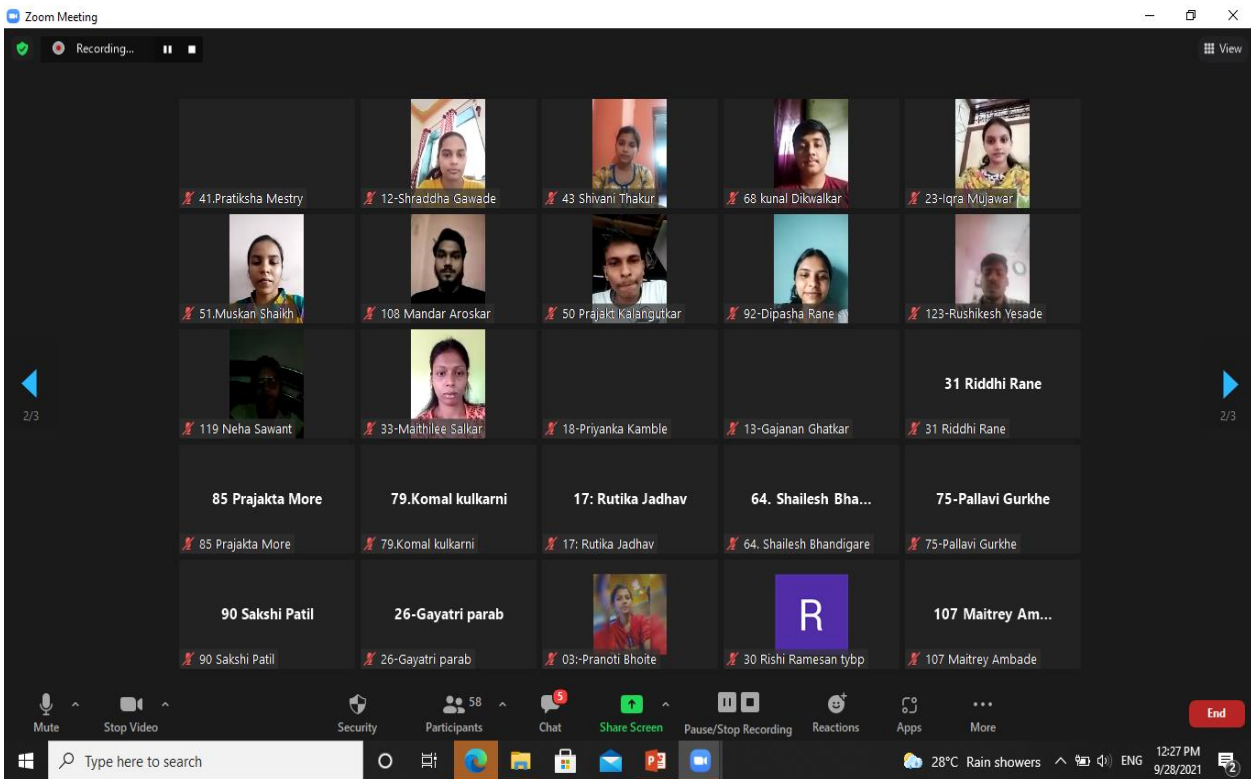 Zoom Meeting
Recording...
View
41.Pratiksha Mestry
12-Shraddha Gawade
43 Shivani Thakur
68 kunal Dikwalkar
23-Iqra Mujawar
51.Muskan Shaikh
108 Mandar Aroskar
50 Prajakt Kalangutkar
92-Dipasha Rane
123-Rushikesh Yesade
31 Riddhi Rane
2/3
2/3
119 Neha Sawant
33-Maithilee Salkar
18-Priyanka Kamble
13-Gajanan Ghatkar
31 Riddhi Rane
85 Prajakta More
79.Komal kulkarni
17: Rutika Jadhav
64. Shailesh Bha...
75-Pallavi Gurkhe
85 Prajakta More
79.Komal kulkarni
17: Rutika Jadhav
64. Shailesh Bhandigare
75-Pallavi Gurkhe
90 Sakshi Patil
26-Gayatri parab
R
107 Maitrey Am...
90 Sakshi Patil
26-Gayatri parab
03:-Pranoti Bhoite
30 Rishi Ramesan tybp
107 Maitrey Ambade
58
5
Mute
Stop Video
Security
Participants
Chat
Share Screen
Pause/Stop Recording
Reactions
Apps
More
End
Type here to search
28°C Rain showers
ENG
12:27 PM
9/28/2021
2